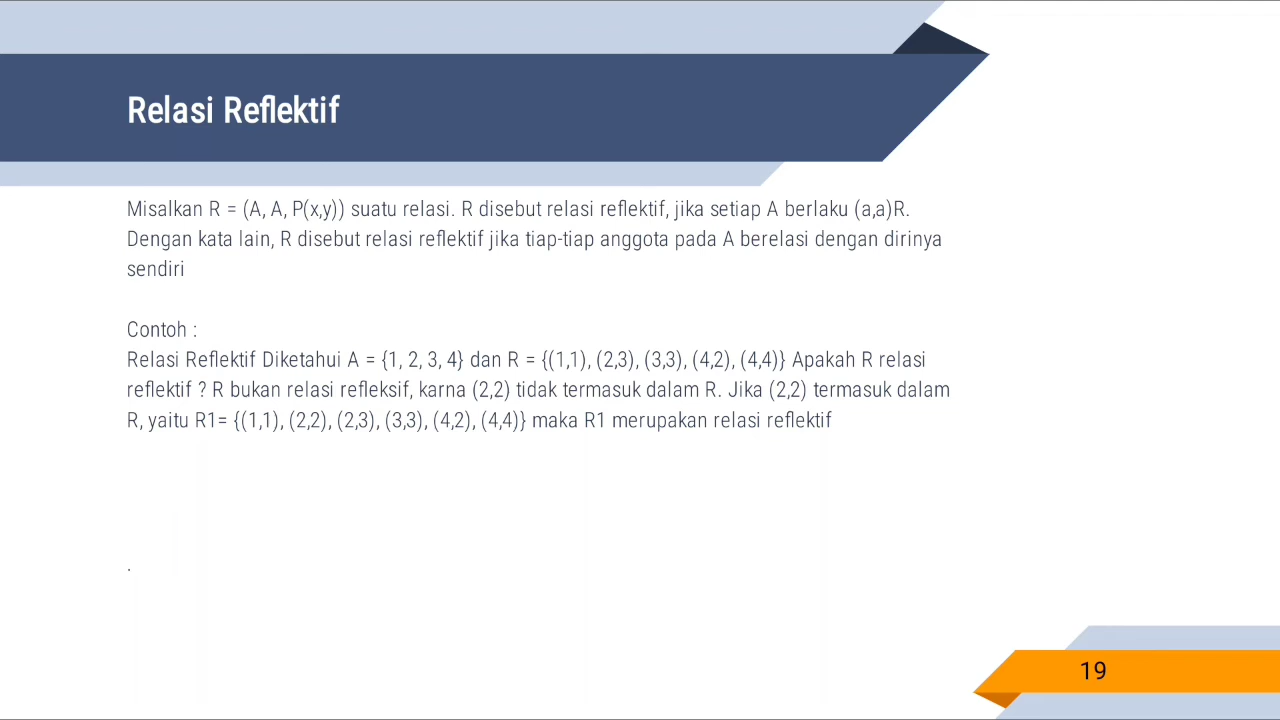 Relasi Reflektif
Misalkan R = (A, A, P(x,y)) suatu relasi. R disebut relasi reflektif, jika setiap A berlaku (a,a)R.
Dengan kata lain, R disebut relasi reflektif jika tiap-tiap anggota pada A berelasi dengan dirinya
sendiri
Contoh :
Relasi Reflektif Diketahui A = {1, 2, 3, 4} dan R = {(1,1), (2,3), (3,3), (4,2), (4,4)} Apakah R relasi
reflektif ? R bukan relasi refleksif, karna (2,2) tidak termasuk dalam R. Jika (2,2) termasuk dalam
R, yaitu R1= {(1,1), (2,2), (2,3), (3,3), (4,2), (4,4)} maka R1 merupakan relasi reflektif
.
19